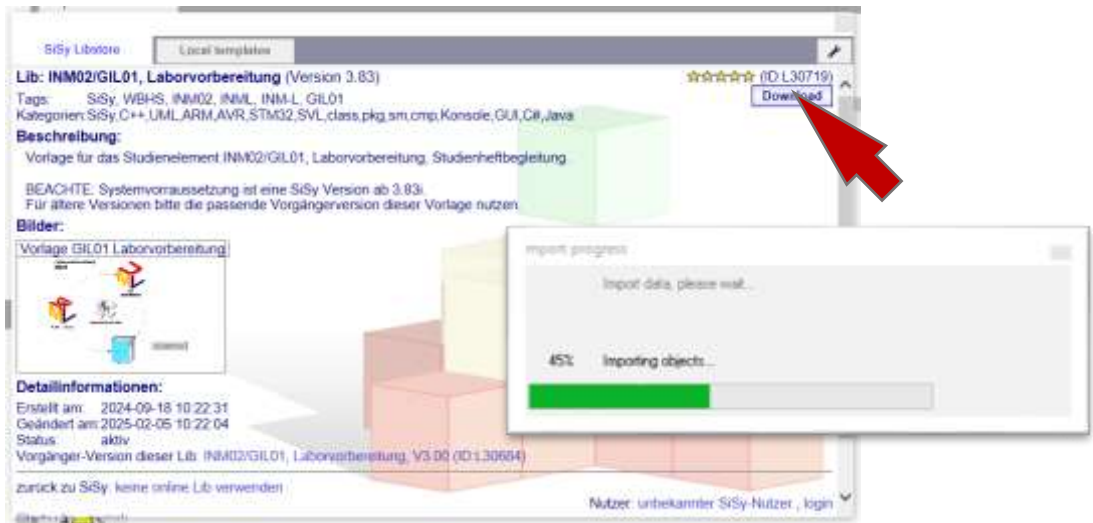 SiSy Libstore
Local templates
Lib: INM02/GIL01, Laborvorbereitung (Version 3.83)
(ID:L30719)
Download
Tags: SiSy, WBHS, INM02, INML, INM-L, GIL01
Kategorien: SiSy,C++,UML,ARM,AVR,STM32,SVL,class,pkg,sm,cmp,Konsole,GUI,C#,Java
Beschreibung:
Vorlage für das Studienelement INM02/GIL01, Laborvorbereitung, Studienheftbegleitung.
BEACHTE: Systemvorraussetzung ist eine SiSy Version ab 3.83i.
Für ältere Versionen bitte die passende Vorgängerversion dieser Vorlage nutzen.
Bilder:
Vorlage GIL01 Laborvorbereitung
Import progress
Import data, please wait...
45% Importing objects...
Detailinformationen:
Erstellt am: 2024-09-18 10:22:31
Geändert am: 2025-02-05 10:22:04
Status: aktiv
Vorgänger-Version dieser Lib: INM02/GIL01, Laborvorbereitung, V3.00 (ID:L30684)
zurück zu SiSy: keine online Lib verwenden
Nutzer: unbekannter SiSy-Nutzer , login